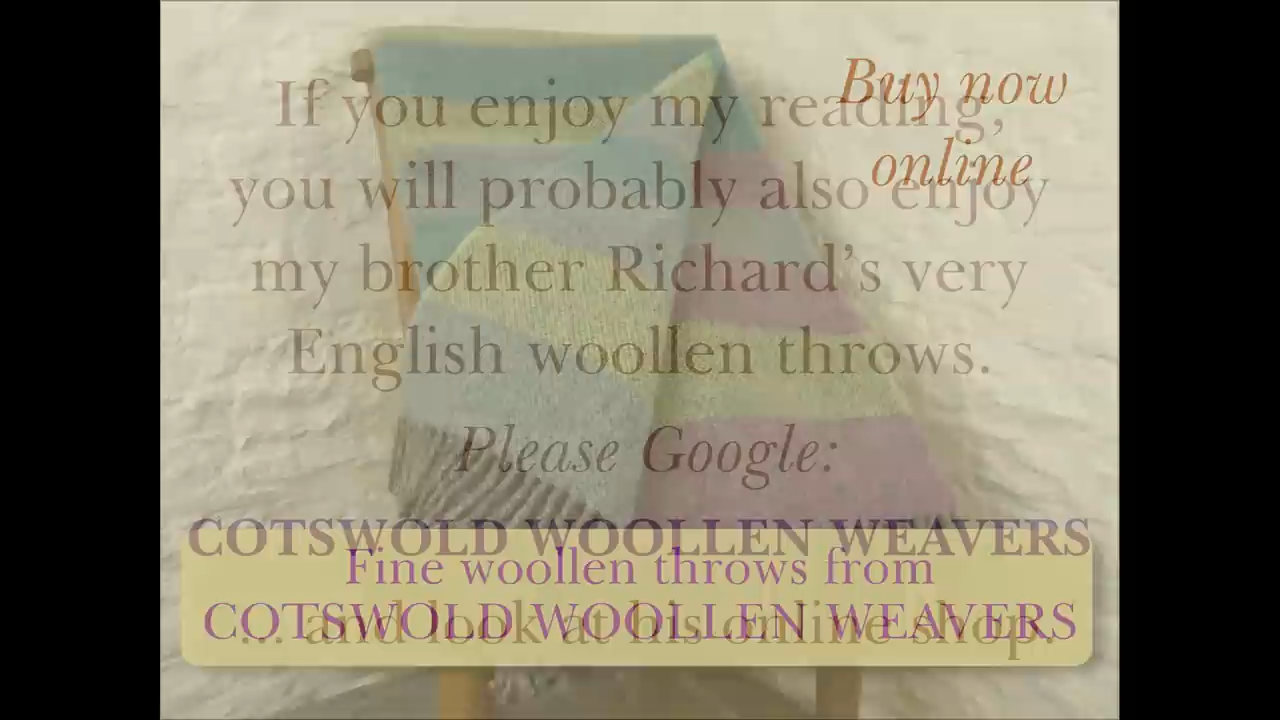 Buy now
online
If you enjoy my reading,
you will probably also enjoy
my brother Richard's very
English woollen throws.
Please Google:
COTSWOLD WOOLLEN WEAVERS
... and look at his online shop.
Fine woollen throws from
COTSWOLD WOOLLEN WEAVERS